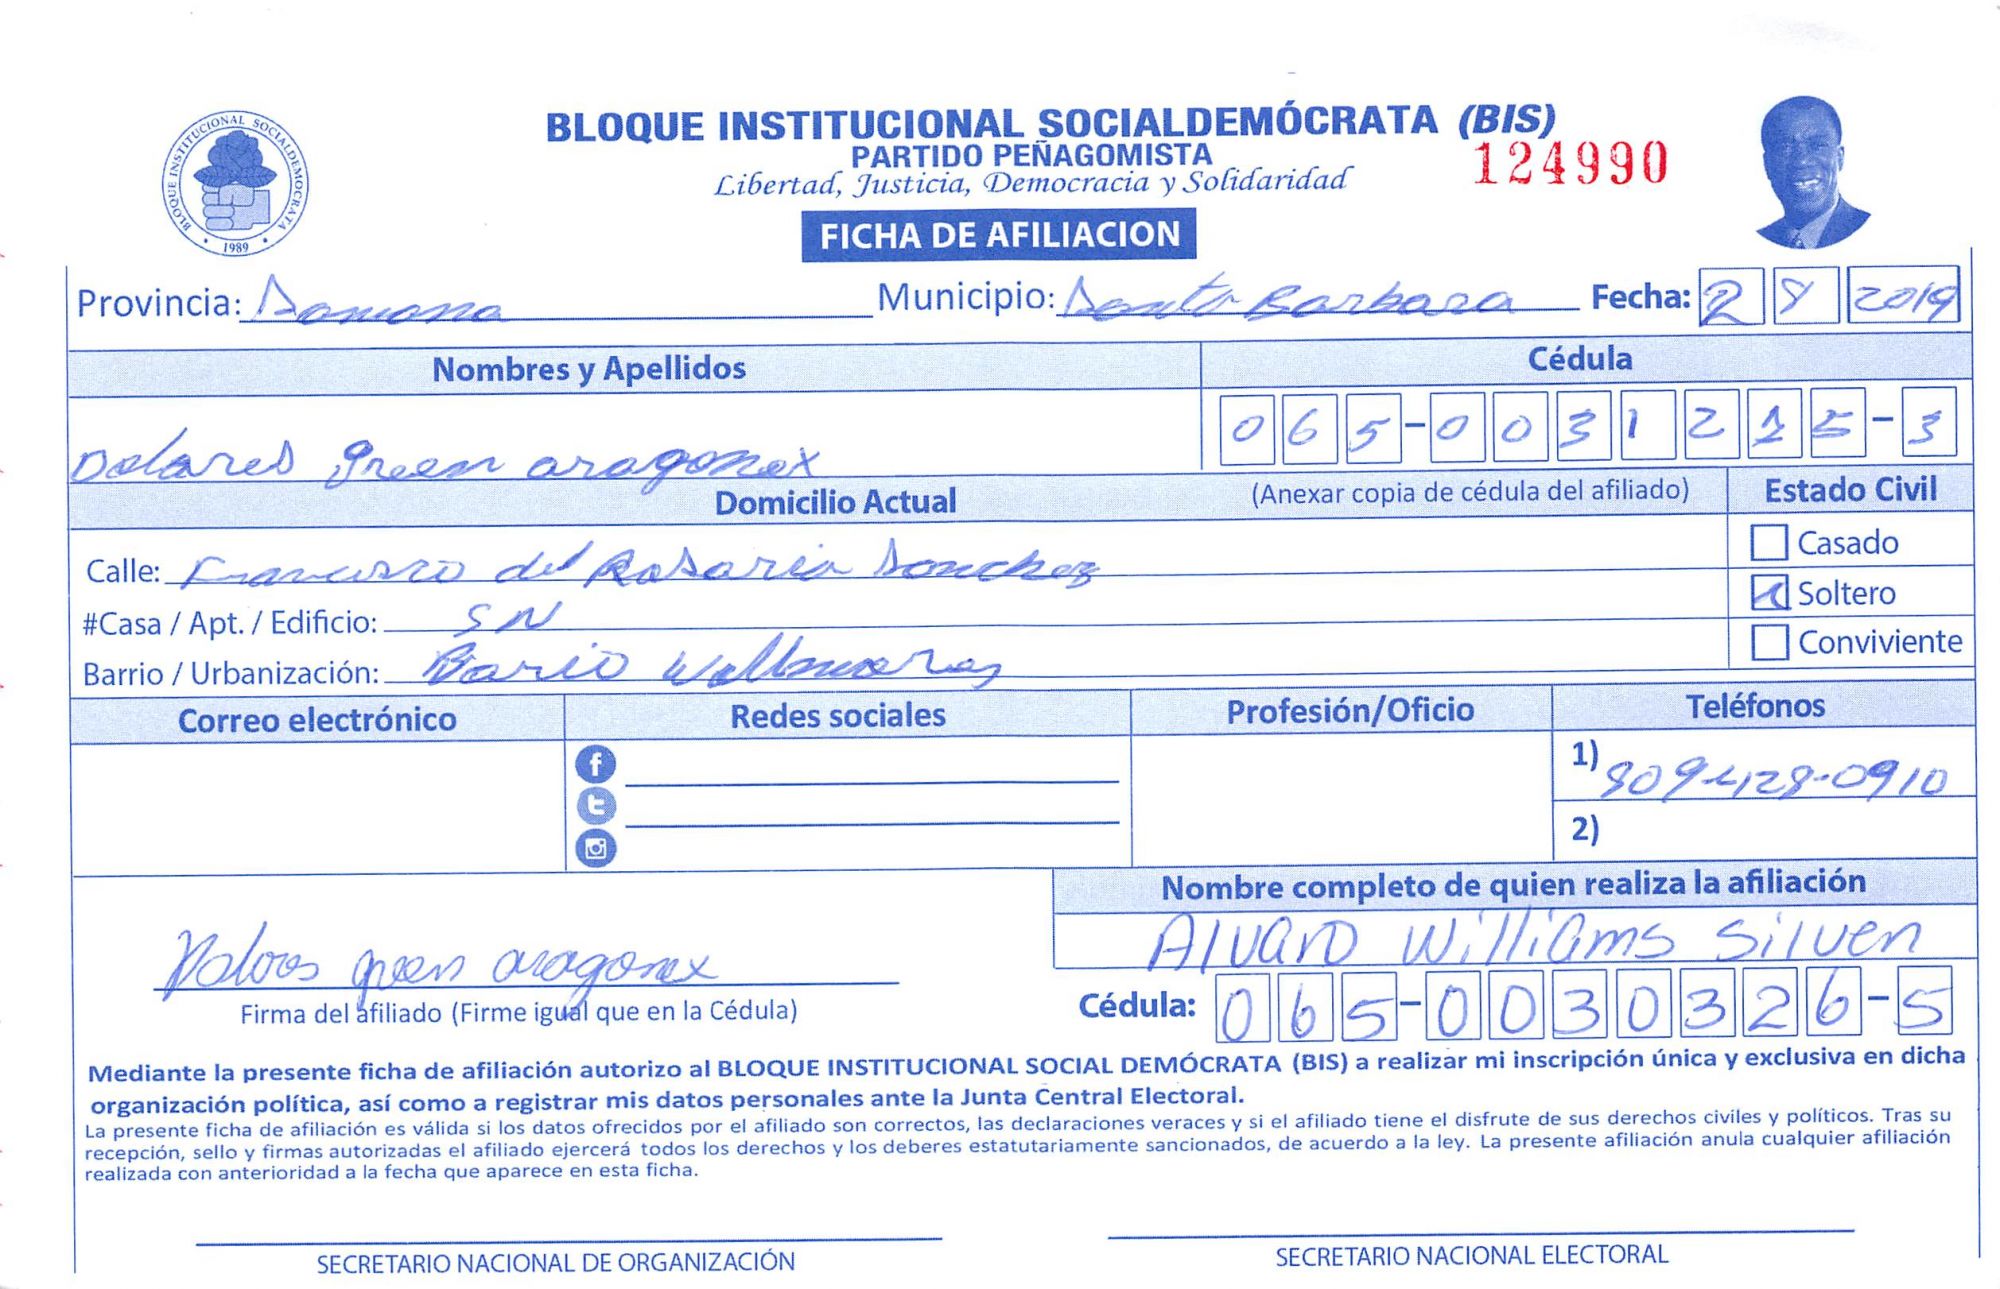 BLOQUE INSTITUCIONAL SOCIALDEMOCRATA
1989
BLOQUE INSTITUCIONAL SOCIALDEMÓCRATA (BIS)
PARTIDO PEÑAGOMISTA
124990
Libertad, Justicia, Democracia y Solidaridad
FICHA DE AFILIACION
Provincia: Samana Municipio: Santa Barbara Fecha: 2 8 2019
Nombres y Apellidos Cédula
Dolares green aragonex 065-0031215-3
Domicilio Actual (Anexar copia de cédula del afiliado) Estado Civil
Calle: Francisco del Rosario Sanchez Casado
#Casa / Apt. / Edificio: SN Soltero
Barrio / Urbanización: Bario Conviviente
Correo electrónico Redes sociales Profesión/Oficio Teléfonos
1) 809-428-0910
2)
Nombre completo de quien realiza la afiliación
Alvaro Williams Silven
green aragonex
Firma del afiliado (Firme igual que en la Cédula) Cédula: 065-0030326-5
Mediante la presente ficha de afiliación autorizo al BLOQUE INSTITUCIONAL SOCIAL DEMÓCRATA (BIS) a realizar mi inscripción única y exclusiva en dicha
organización política, así como a registrar mis datos personales ante la Junta Central Electoral.
La presente ficha de afiliación es válida si los datos ofrecidos por el afiliado son correctos, las declaraciones veraces y si el afiliado tiene el disfrute de sus derechos civiles y políticos. Tras su
recepción, sello y firmas autorizadas el afiliado ejercerá todos los derechos y los deberes estatutariamente sancionados, de acuerdo a la ley. La presente afiliación anula cualquier afiliación
realizada con anterioridad a la fecha que aparece en esta ficha.
SECRETARIO NACIONAL DE ORGANIZACIÓN SECRETARIO NACIONAL ELECTORAL